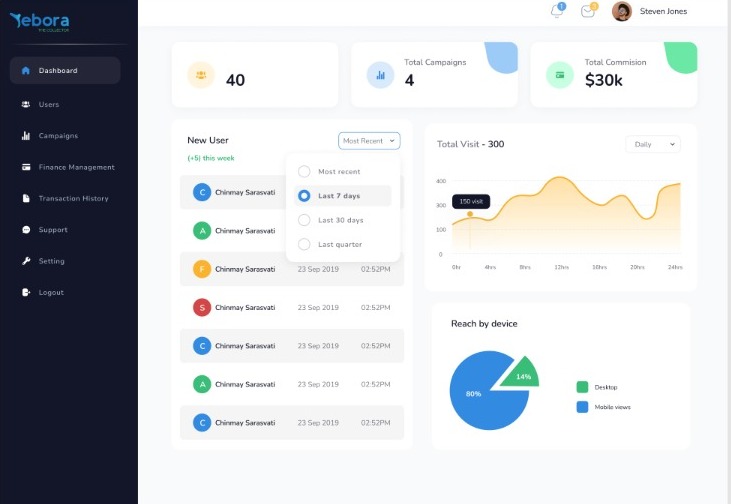 Yebora
THE COLLECTOR
Dashboard
Users
Campaigns
Finance Management
Transaction History
Support
Setting
Logout
1
3
Steven Jones
40
Total Campaigns
4
Total Commision
$30k
New User
Most Recent
(+5) this week
Most recent
Last 7 days
Last 30 days
Last quarter
C Chinmay Sarasvati
A Chinmay Sarasvati
F Chinmay Sarasvati 23 Sep 2019 02:52PM
S Chinmay Sarasvati 23 Sep 2019 02:52PM
C Chinmay Sarasvati 23 Sep 2019 02:52PM
A Chinmay Sarasvati 23 Sep 2019 02:52PM
C Chinmay Sarasvati 23 Sep 2019 02:52PM
Total Visit - 300
Daily
400
300
100
0
150 visit
0hr 4hrs 8hrs 12hrs 16hrs 20hrs 24hrs
Reach by device
14%
80%
Desktop
Mobile views